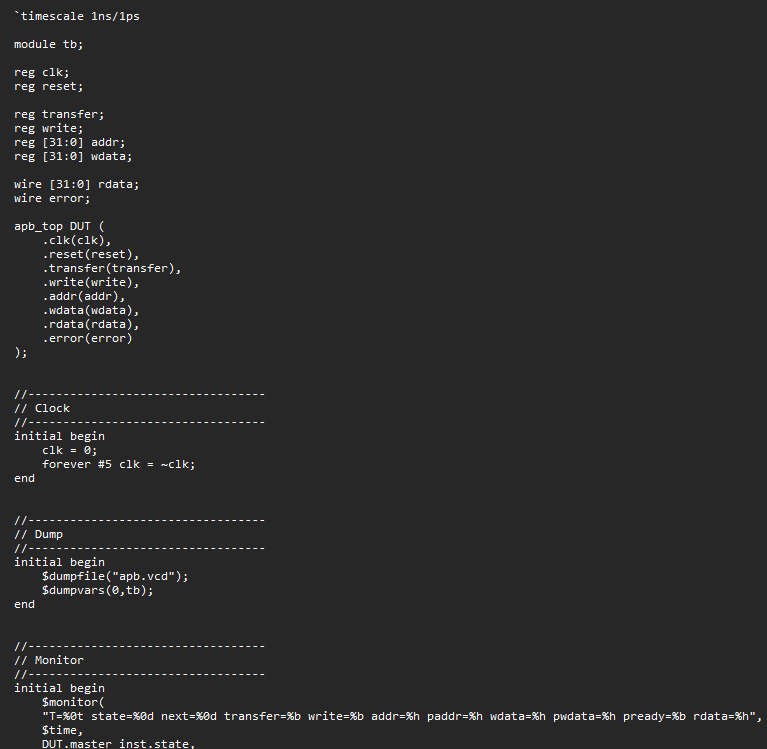 `timescale 1ns/1ps
module tb;
reg clk;
reg reset;
reg transfer;
reg write;
reg [31:0] addr;
reg [31:0] wdata;
wire [31:0] rdata;
wire error;
apb_top DUT (
    .clk(clk),
    .reset(reset),
    .transfer(transfer),
    .write(write),
    .addr(addr),
    .wdata(wdata),
    .rdata(rdata),
    .error(error)
);
//----------------------------------
// Clock
//----------------------------------
initial begin
    clk = 0;
    forever #5 clk = ~clk;
end
//----------------------------------
// Dump
//----------------------------------
initial begin
    $dumpfile("apb.vcd");
    $dumpvars(0,tb);
end
//----------------------------------
// Monitor
//----------------------------------
initial begin
    $monitor(
    "T=%0t state=%0d next=%0d transfer=%b write=%b addr=%h paddr=%h wdata=%h pwdata=%h pready=%b rdata=%h",
    $time,
    DUT.master_inst.state,